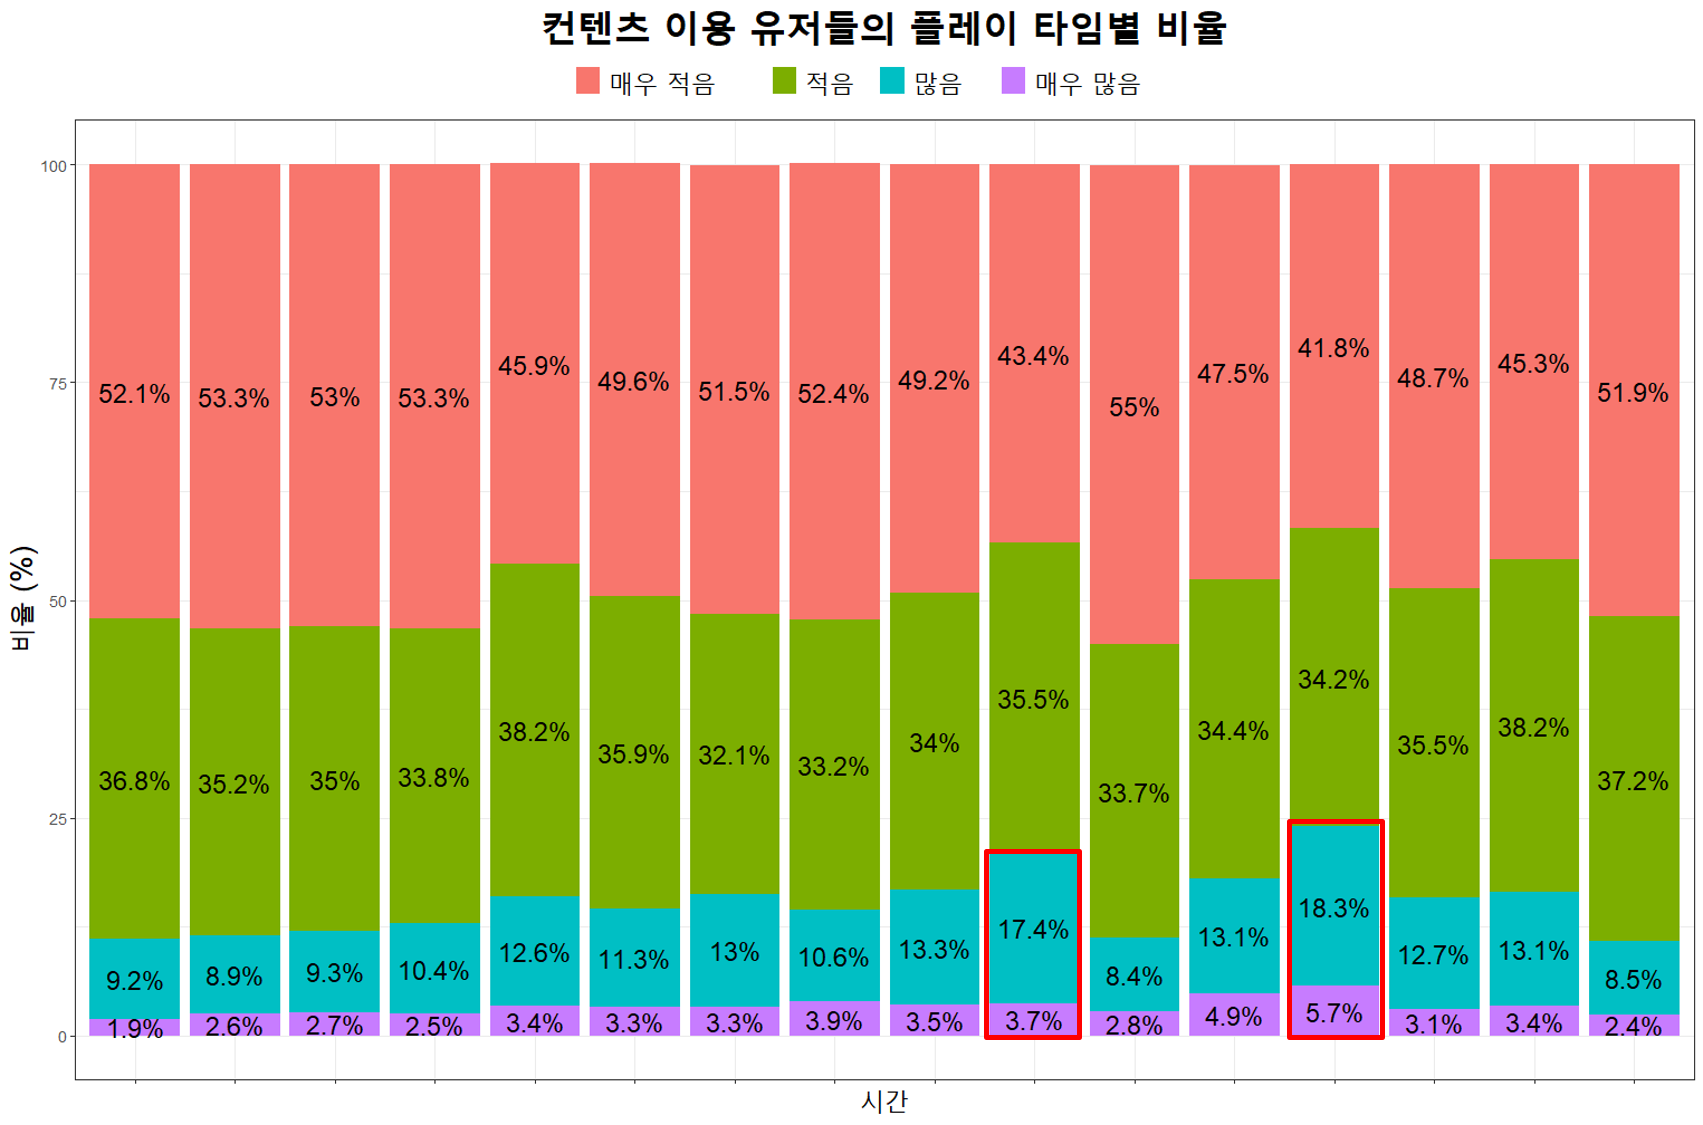 컨텐츠 이용 유저들의 플레이 타임별 비율
매우 적음 적음 많음 매우 많음
비율 (%)
100
75
50
25
0
52.1% 53.3% 53% 53.3% 45.9% 49.6% 51.5% 52.4% 49.2% 43.4% 55% 47.5% 41.8% 48.7% 45.3% 51.9%
36.8% 35.2% 35% 33.8% 38.2% 35.9% 32.1% 33.2% 34% 35.5% 33.7% 34.4% 34.2% 35.5% 38.2% 37.2%
9.2% 8.9% 9.3% 10.4% 12.6% 11.3% 13% 10.6% 13.3% 17.4% 8.4% 13.1% 18.3% 12.7% 13.1% 8.5%
1.9% 2.6% 2.7% 2.5% 3.4% 3.3% 3.3% 3.9% 3.5% 3.7% 2.8% 4.9% 5.7% 3.1% 3.4% 2.4%
시간